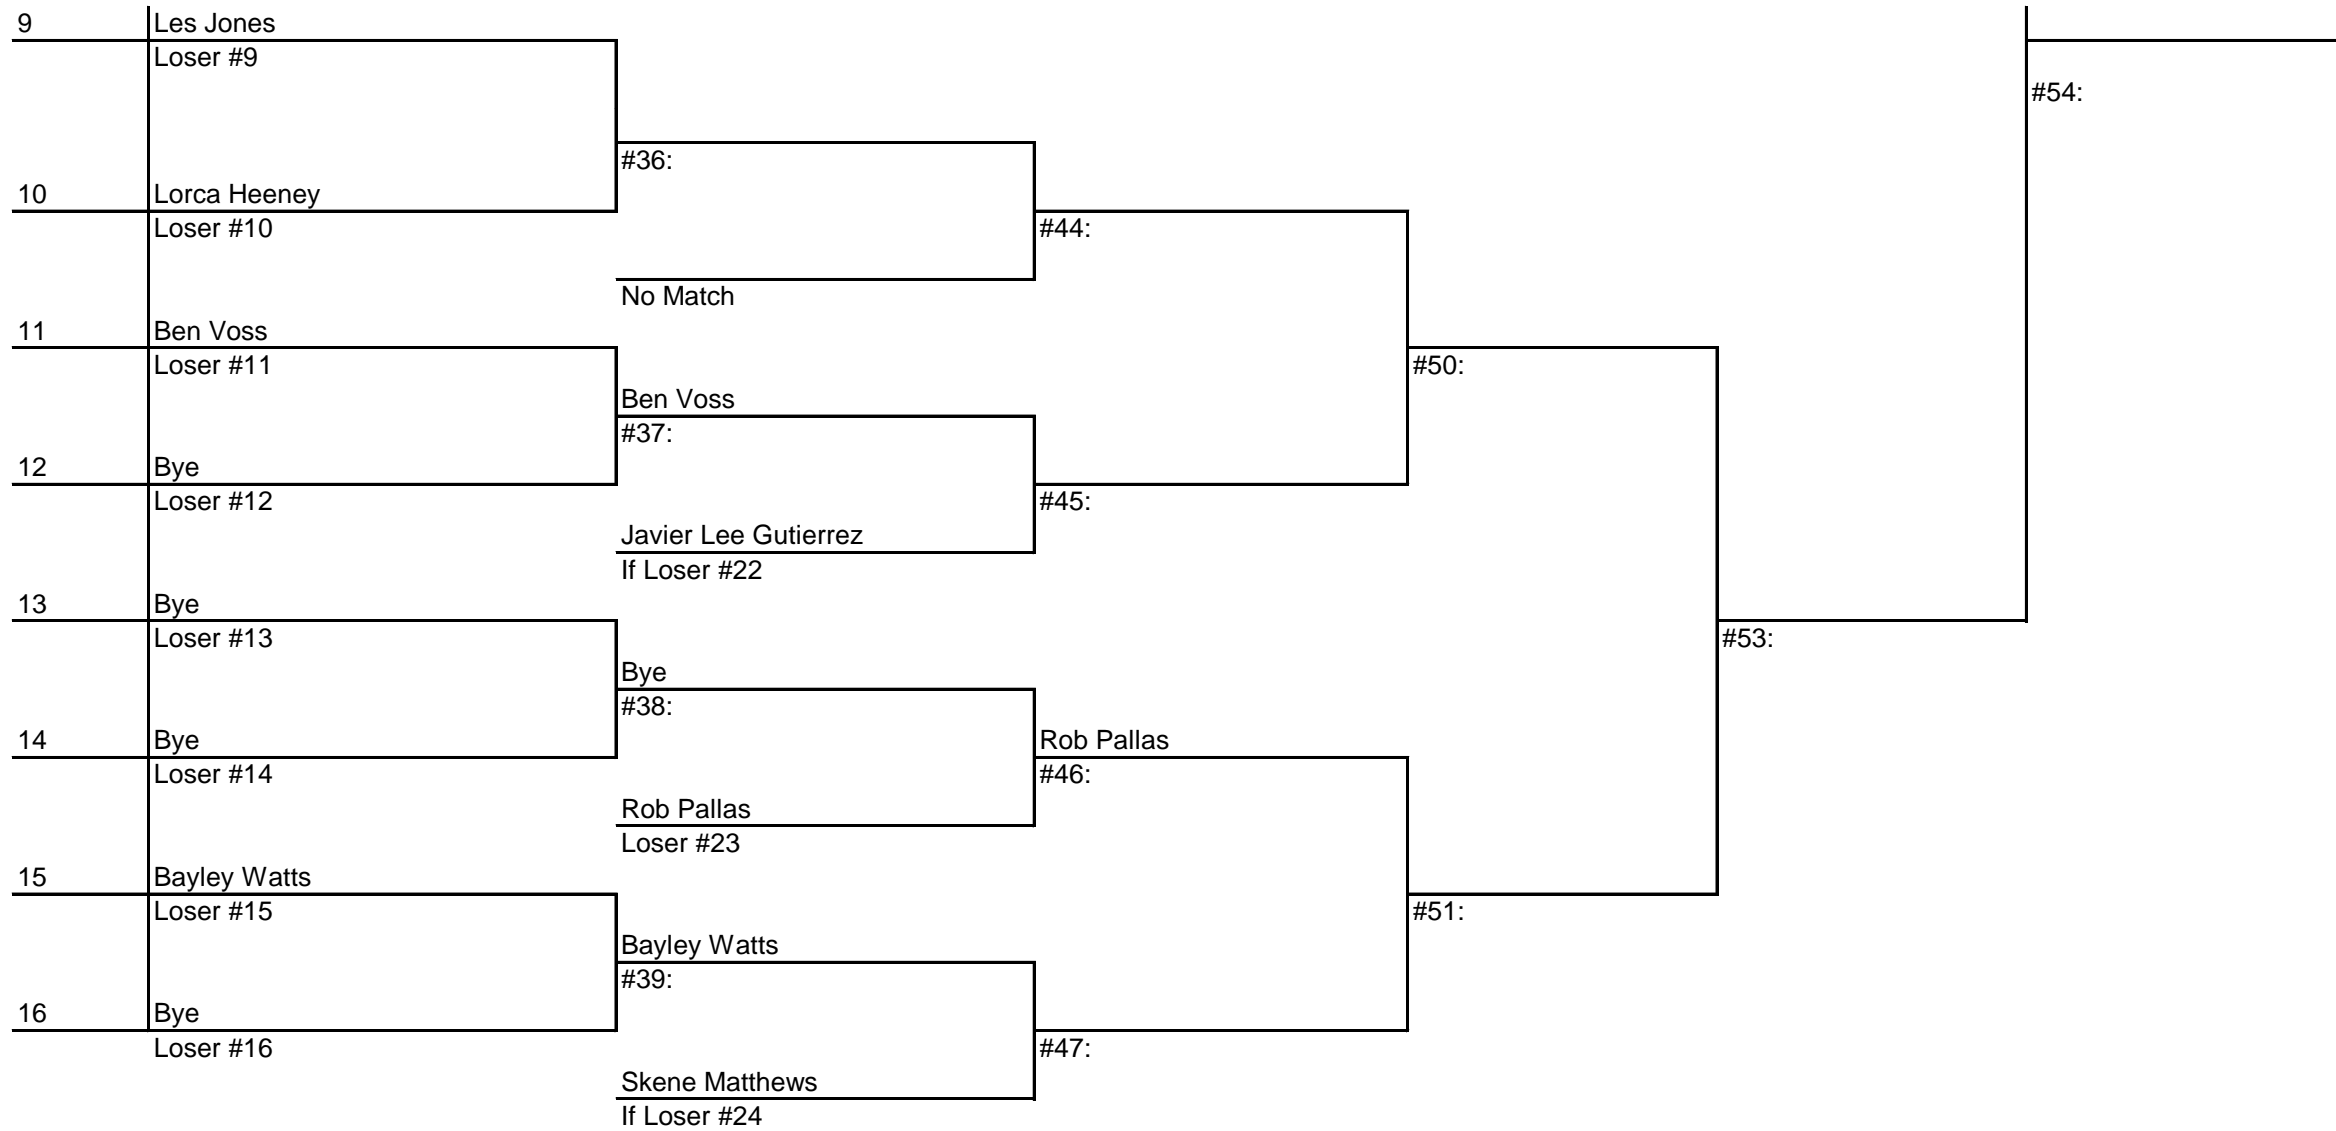 9 Les Jones
Loser #9
#54:
#36:
10 Lorca Heeney
Loser #10 #44:
No Match
11 Ben Voss
Loser #11 #50:
Ben Voss
#37:
12 Bye
Loser #12 #45:
Javier Lee Gutierrez
If Loser #22
13 Bye
Loser #13 #53:
Bye
#38:
14 Bye Rob Pallas
Loser #14 #46:
Rob Pallas
Loser #23
15 Bayley Watts
Loser #15 #51:
Bayley Watts
#39:
16 Bye
Loser #16 #47:
Skene Matthews
If Loser #24